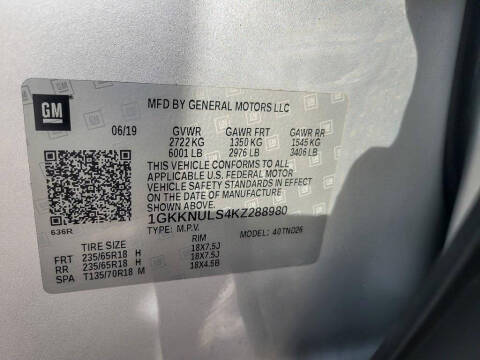 GM
MFD BY GENERAL MOTORS LLC
06/19 GVWR GAWR FRT GAWR RR
2722 KG 1350 KG 1545 KG
6001 LB 2976 LB 3406 LB
THIS VEHICLE CONFORMS TO ALL
APPLICABLE U.S. FEDERAL MOTOR
VEHICLE SAFETY STANDARDS IN EFFECT
ON THE DATE OF MANUFACTURE
1GKKNULS4KZ288980
636R TYPE: M.P.V. MODEL: 40TND26
TIRE SIZE RIM
FRT 235/65R18 H 18X7.5J
RR 235/65R18 H 18X7.5J
SPA T135/70R18 M 18X4.5B